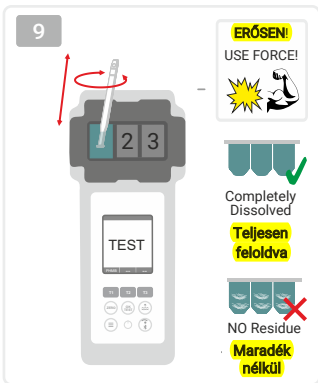 9
ERŐSEN!
USE FORCE!
2 3
TEST
Completely
Dissolved
Teljesen
feloldva
NO Residue
Maradék
nélkül